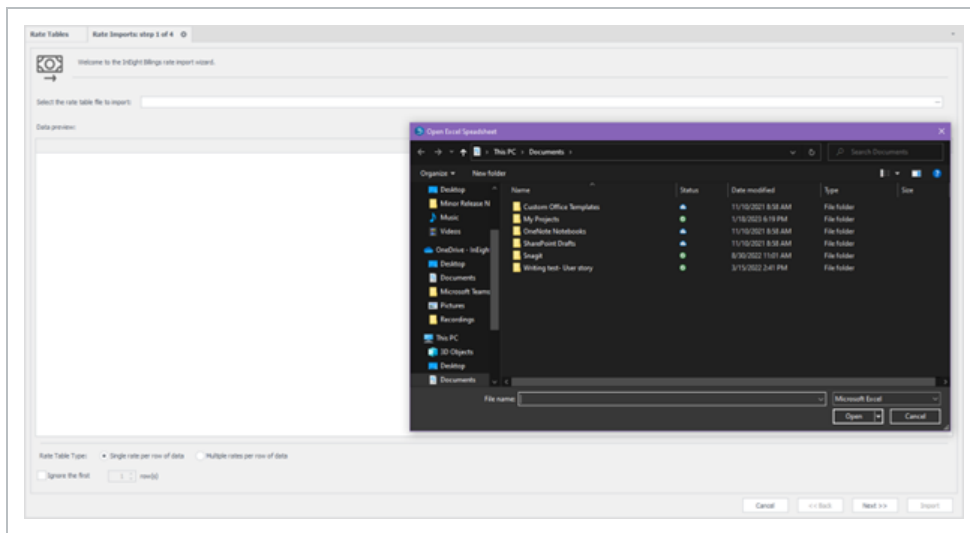 Rate Tables Rate Imports: step 1 of 4
Welcome to the InEight Billings rate import wizard.
Select the rate table file to import:
Data preview:
Open Excel Spreadsheet
This PC > Documents >
Search Documents
Organize New folder
Name Status Date modified Type Size
Desktop
Minor Release N
Music
Videos
OneDrive - InEigh
Desktop
Documents
Microsoft Teams
Pictures
Recordings
This PC
3D Objects
Desktop
Documents
Custom Office Templates 11/10/2021 8:58 AM File folder
My Projects 1/18/2023 6:19 PM File folder
OneNote Notebooks 11/10/2021 8:58 AM File folder
SharePoint Drafts 11/10/2021 8:58 AM File folder
Snagit 8/30/2022 11:01 AM File folder
Writing test- User story 3/15/2022 2:41 PM File folder
File name: Microsoft Excel
Open Cancel
Rate Table Type: Single rate per row of data Multiple rates per row of data
Ignore the first 1 row(s)
Cancel << Back Next >> Import